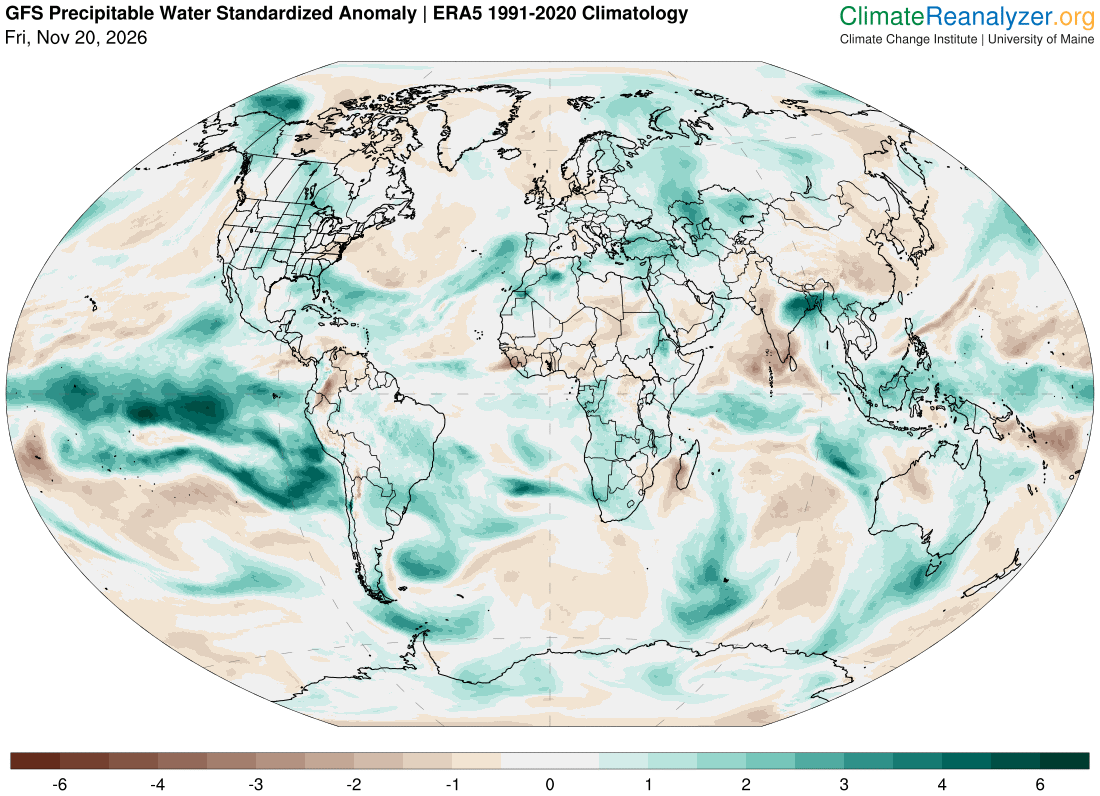 GFS Precipitable Water Standardized Anomaly | ERA5 1991-2020 Climatology
Fri, Nov 20, 2026
ClimateReanalyzer.org
Climate Change Institute | University of Maine
-6 -4 -3 -2 -1 0 1 2 3 4 6